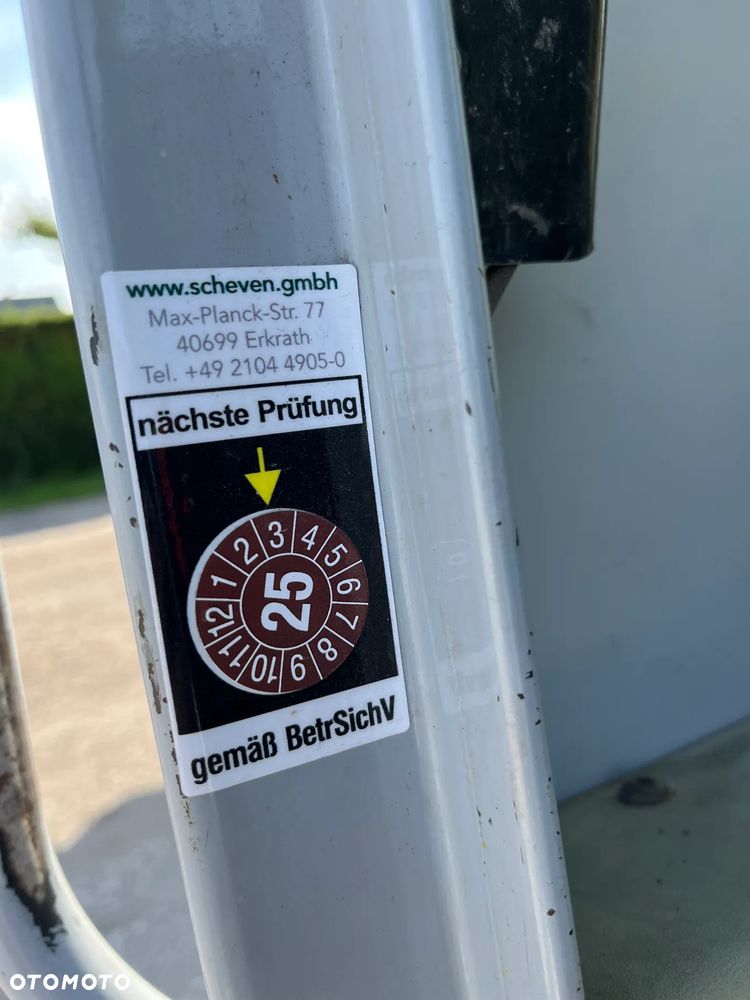 www.scheven.gmbh
Max-Planck-Str. 77
40699 Erkrath
Tel. +49 2104 4905-0
nächste Prüfung
1 2 3 4 5 6 7 8 9 10 11 12
25
gemäß BetrSichV
OTOMOTO